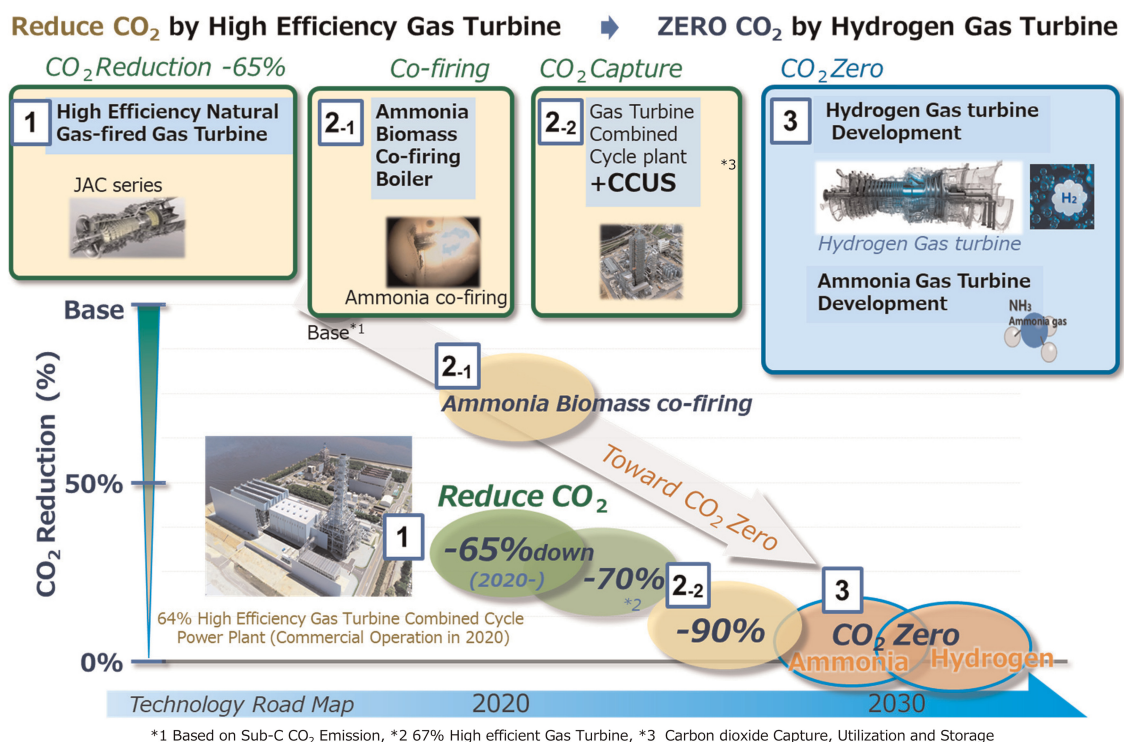 Reduce CO₂ by High Efficiency Gas Turbine
ZERO CO₂ by Hydrogen Gas Turbine
CO₂ Reduction -65%
1
High Efficiency Natural
Gas-fired Gas Turbine
JAC series
Co-firing
2-1
Ammonia
Biomass
Co-firing
Boiler
Ammonia co-firing
CO₂ Capture
2-2
Gas Turbine
Combined
Cycle plant
+CCUS
*3
CO₂ Zero
3
Hydrogen Gas turbine
Development
H₂
Hydrogen Gas turbine
Ammonia Gas Turbine
Development
NH₃
Ammonia gas
CO₂ Reduction (%)
Base
50%
0%
Base*1
2-1
Ammonia Biomass co-firing
Toward CO₂ Zero
Reduce CO₂
1
-65%down
(2020-)
-70%
*2
2-2
-90%
3
CO₂ Zero
Ammonia
Hydrogen
64% High Efficiency Gas Turbine Combined Cycle
Power Plant (Commercial Operation in 2020)
Technology Road Map
2020
2030
*1 Based on Sub-C CO₂ Emission, *2 67% High efficient Gas Turbine, *3 Carbon dioxide Capture, Utilization and Storage